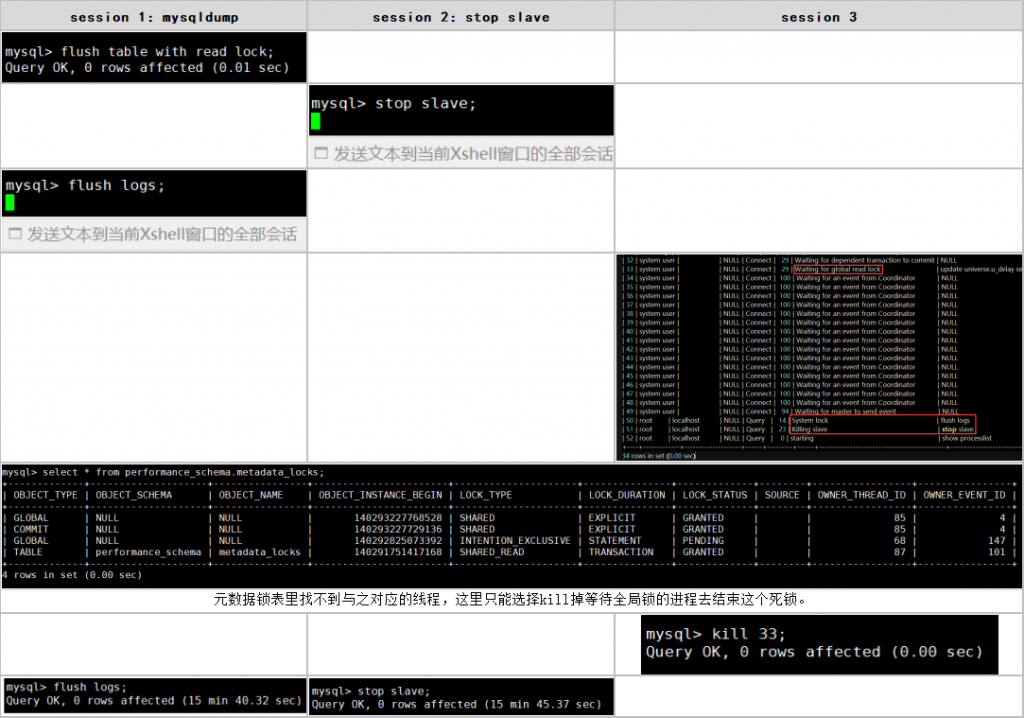 session 1: mysqldump
session 2: stop slave
session 3
mysql> flush table with read lock;
Query OK, 0 rows affected (0.01 sec)
mysql> stop slave;
发送文本到当前Xshell窗口的全部会话
mysql> flush logs;
发送文本到当前Xshell窗口的全部会话
| 32 | system user | | NULL | Connect | 29 | Waiting for dependent transaction to commit | NULL
| 33 | system user | | NULL | Connect | 29 | Waiting for global read lock | update universe.u_delay se
| 34 | system user | | NULL | Connect | 100 | Waiting for an event from Coordinator | NULL
| 35 | system user | | NULL | Connect | 100 | Waiting for an event from Coordinator | NULL
| 36 | system user | | NULL | Connect | 100 | Waiting for an event from Coordinator | NULL
| 37 | system user | | NULL | Connect | 100 | Waiting for an event from Coordinator | NULL
| 38 | system user | | NULL | Connect | 100 | Waiting for an event from Coordinator | NULL
| 39 | system user | | NULL | Connect | 100 | Waiting for an event from Coordinator | NULL
| 40 | system user | | NULL | Connect | 100 | Waiting for an event from Coordinator | NULL
| 41 | system user | | NULL | Connect | 100 | Waiting for an event from Coordinator | NULL
| 42 | system user | | NULL | Connect | 100 | Waiting for an event from Coordinator | NULL
| 43 | system user | | NULL | Connect | 100 | Waiting for an event from Coordinator | NULL
| 44 | system user | | NULL | Connect | 100 | Waiting for an event from Coordinator | NULL
| 45 | system user | | NULL | Connect | 100 | Waiting for an event from Coordinator | NULL
| 46 | system user | | NULL | Connect | 100 | Waiting for an event from Coordinator | NULL
| 47 | system user | | NULL | Connect | 100 | Waiting for an event from Coordinator | NULL
| 48 | system user | | NULL | Connect | 100 | Waiting for an event from Coordinator | NULL
| 49 | system user | | NULL | Connect | 94 | Waiting for master to send event | NULL
| 50 | root | localhost | NULL | Query | 14 | System lock | flush logs
| 51 | root | localhost | NULL | Query | 23 | Killing slave | stop slave
| 52 | root | localhost | NULL | Query | 0 | starting | show processlist
34 rows in set (0.00 sec)
mysql> select * from performance_schema.metadata_locks;
| OBJECT_TYPE | OBJECT_SCHEMA | OBJECT_NAME | OBJECT_INSTANCE_BEGIN | LOCK_TYPE | LOCK_DURATION | LOCK_STATUS | SOURCE | OWNER_THREAD_ID | OWNER_EVENT_ID |
| GLOBAL | NULL | NULL | 140293227768528 | SHARED | EXPLICIT | GRANTED | | 85 | 4 |
| COMMIT | NULL | NULL | 140293227729136 | SHARED | EXPLICIT | GRANTED | | 85 | 4 |
| GLOBAL | NULL | NULL | 140292825073392 | INTENTION_EXCLUSIVE | STATEMENT | PENDING | | 68 | 147 |
| TABLE | performance_schema | metadata_locks | 140291751417168 | SHARED_READ | TRANSACTION | GRANTED | | 87 | 101 |
4 rows in set (0.00 sec)
元数据锁表里找不到与之对应的线程，这里只能选择kill掉等待全局锁的进程去结束这个死锁。
mysql> kill 33;
Query OK, 0 rows affected (0.00 sec)
mysql> flush logs;
Query OK, 0 rows affected (15 min 40.32 sec)
mysql> stop slave;
Query OK, 0 rows affected (15 min 45.37 sec)